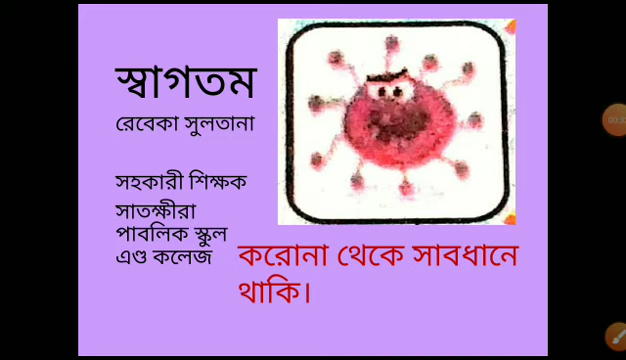 স্বাগতম
রেবেকা সুলতানা
সহকারী শিক্ষক
সাতক্ষীরা
পাবলিক স্কুল
এণ্ড কলেজ
করোনা থেকে সাবধানে
থাকি।